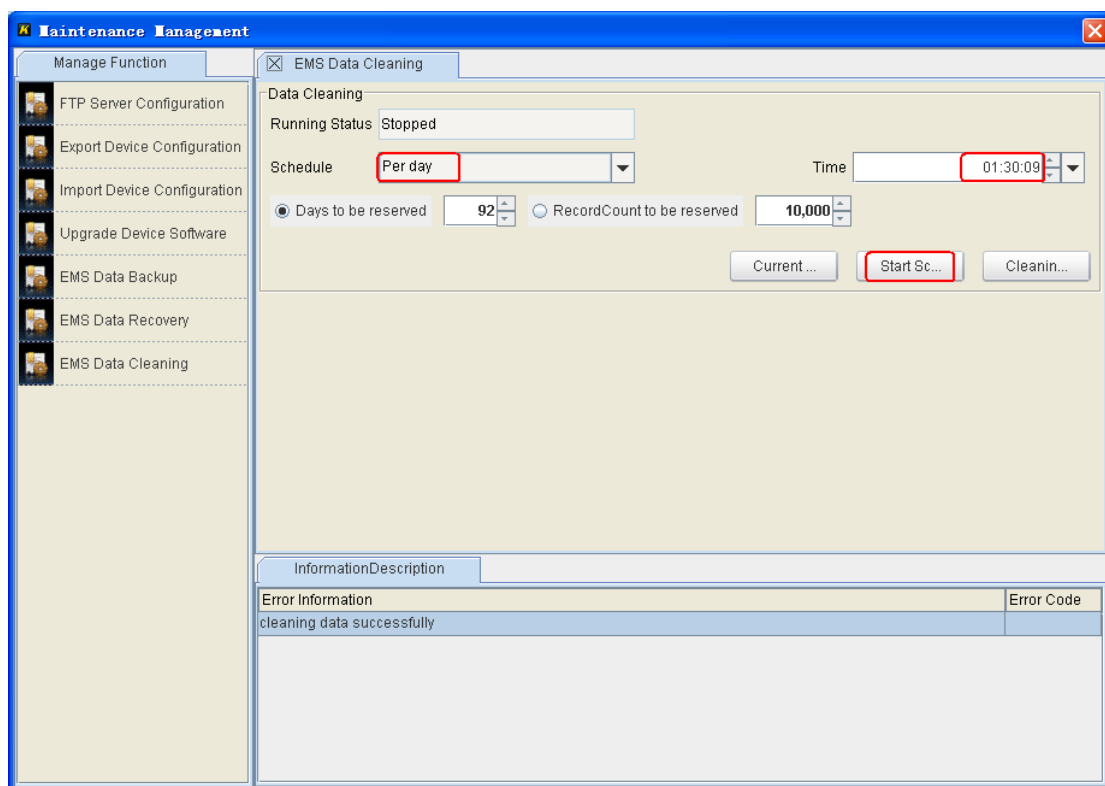 Maintenance Management
Manage Function
FTP Server Configuration
Export Device Configuration
Import Device Configuration
Upgrade Device Software
EMS Data Backup
EMS Data Recovery
EMS Data Cleaning
EMS Data Cleaning
Data Cleaning
Running Status Stopped
Schedule Per day Time 01:30:09
Days to be reserved 92 RecordCount to be reserved 10,000
Current ... Start Sc... Cleanin...
InformationDescription
Error Information Error Code
cleaning data successfully